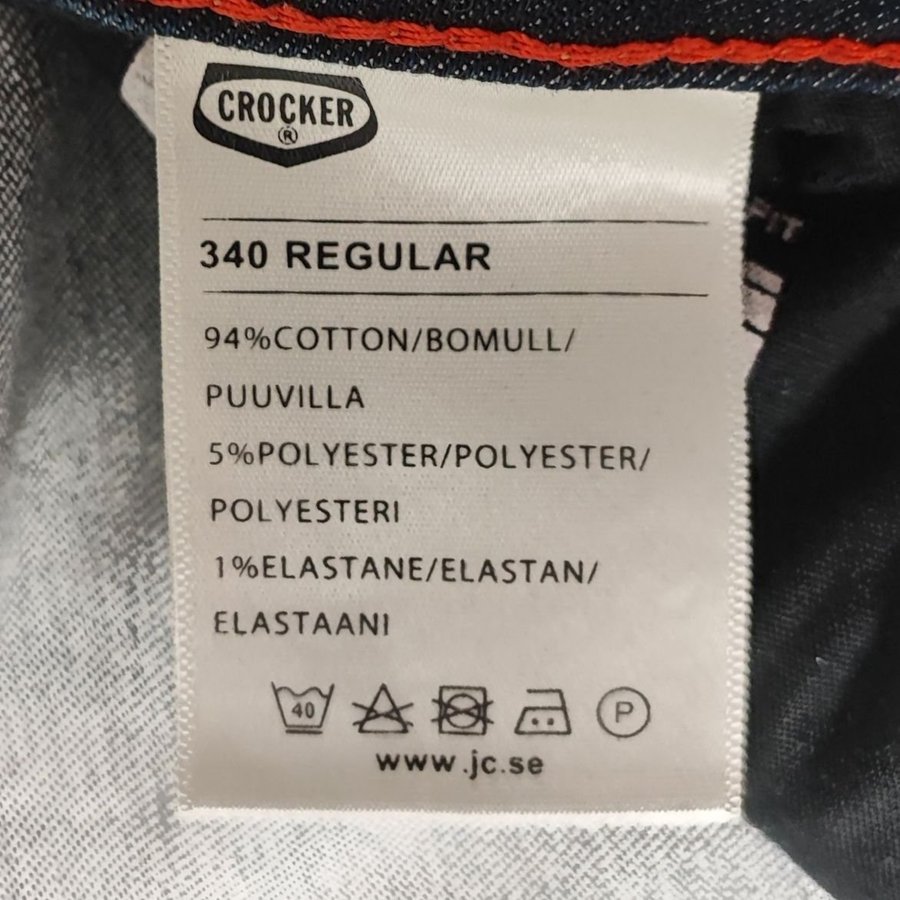 CROCKER
®
340 REGULAR
94%COTTON/BOMULL/
PUUVILLA
5%POLYESTER/POLYESTER/
POLYESTERI
1%ELASTANE/ELASTAN/
ELASTAANI
40
P
www.jc.se
FIT